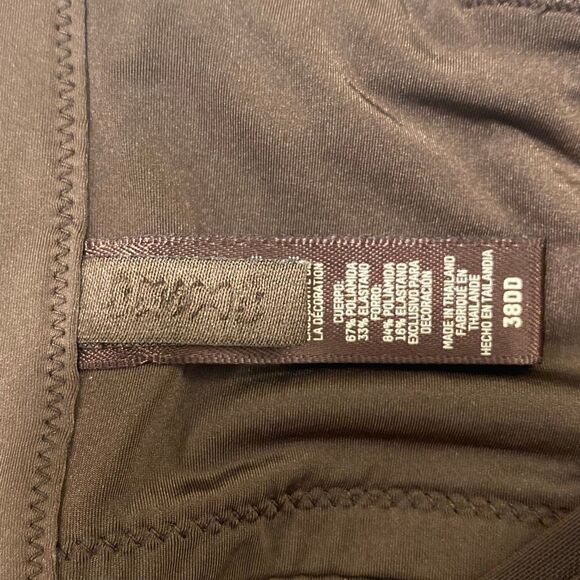 LA DÉCORATION
CUERPO:
67% POLIAMIDA
33% ELASTANO
FORRO:
84% POLIAMIDA
16% ELASTANO
EXCLUSIVO PARA
DECORACIÓN
MADE IN THAILAND
FABRIQUÉ EN
THAÏLANDE
HECHO EN TAILANDIA
38DD